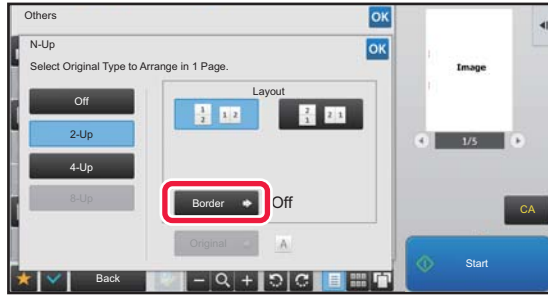 Others
OK
N-Up
OK
Select Original Type to Arrange in 1 Page.
Off
2-Up
4-Up
8-Up
Layout
1 2
1 2
2 1
2 1
Border
Off
Original
A
Back
Image
1/5
CA
Start